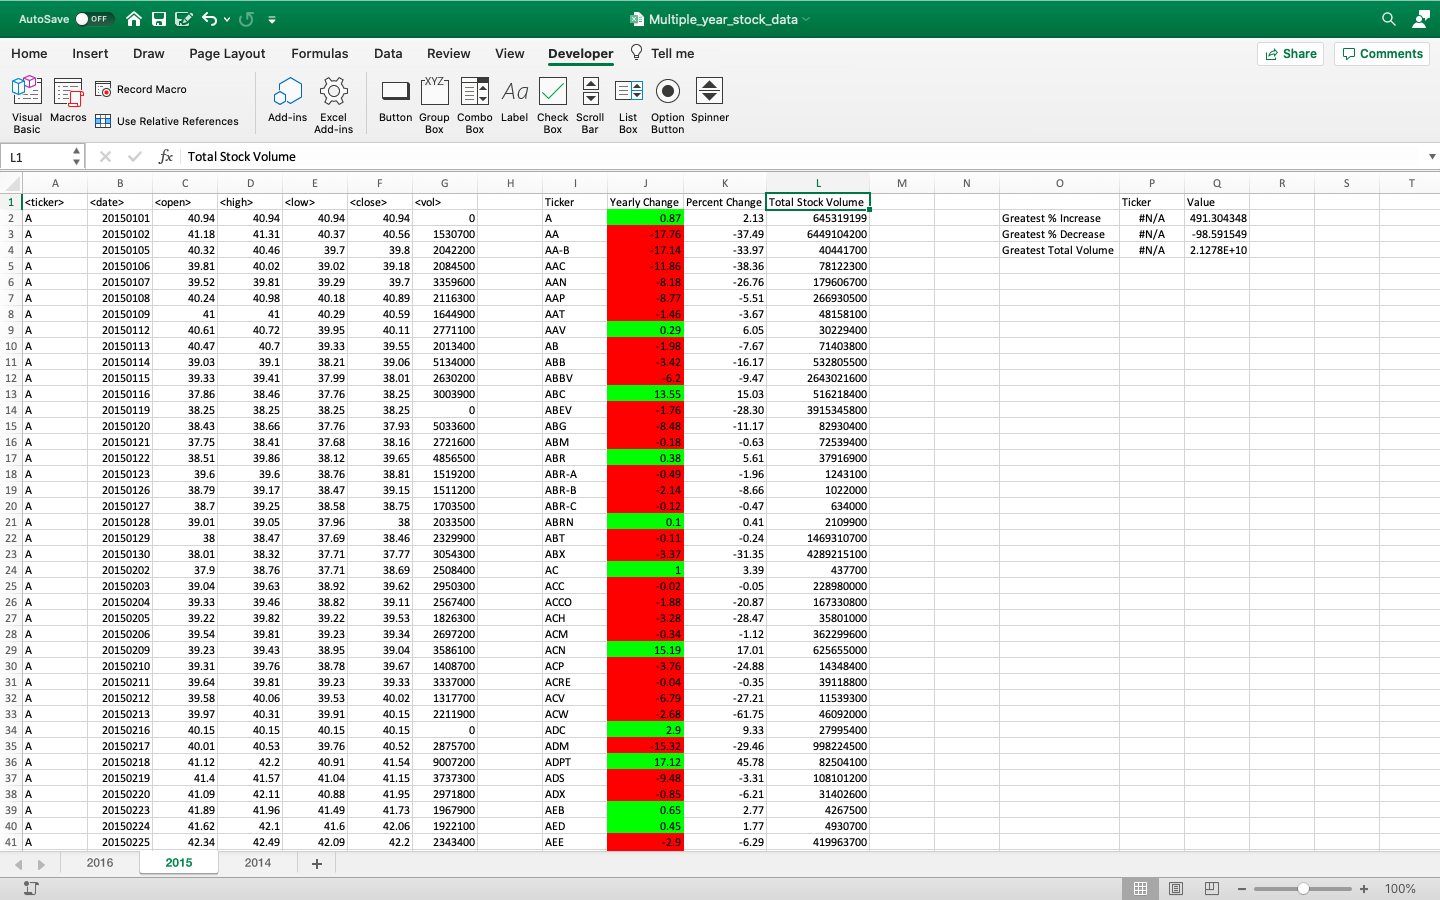 AutoSave OFF Multiple_year_stock_data
Home Insert Draw Page Layout Formulas Data Review View Developer Tell me Share Comments
Visual Basic Macros Record Macro Use Relative References Add-ins Excel Add-ins Button Group Box Combo Box Label Check Box Scroll Bar List Box Option Button Spinner
XYZ Aa
L1 fx Total Stock Volume
A B C D E F G H I J K L M N O P Q R S T
1 <ticker> <date> <open> <high> <low> <close> <vol> Ticker Yearly Change Percent Change Total Stock Volume Ticker Value
2 A 20150101 40.94 40.94 40.94 40.94 0 A 0.87 2.13 645319199 Greatest % Increase #N/A 491.304348
3 A 20150102 41.18 41.31 40.37 40.56 1530700 AA -17.76 -37.49 6449104200 Greatest % Decrease #N/A -98.591549
4 A 20150105 40.32 40.46 39.7 39.8 2042200 AA-B -17.14 -33.97 40441700 Greatest Total Volume #N/A 2.1278E+10
5 A 20150106 39.81 40.02 39.02 39.18 2084500 AAC -11.86 -38.36 78122300
6 A 20150107 39.52 39.81 39.29 39.7 3359600 AAN -8.18 -26.76 179606700
7 A 20150108 40.24 40.98 40.18 40.89 2116300 AAP -8.77 -5.51 266930500
8 A 20150109 41 41 40.29 40.59 1644900 AAT -1.46 -3.67 48158100
9 A 20150112 40.61 40.72 39.95 40.11 2771100 AAV 0.29 6.05 30229400
10 A 20150113 40.47 40.7 39.33 39.55 2013400 AB -1.98 -7.67 71403800
11 A 20150114 39.03 39.1 38.21 39.06 5134000 ABB -3.42 -16.17 532805500
12 A 20150115 39.33 39.41 37.99 38.01 2630200 ABBV -6.2 -9.47 2643021600
13 A 20150116 37.86 38.46 37.76 38.25 3003900 ABC 13.55 15.03 516218400
14 A 20150119 38.25 38.25 38.25 38.25 0 ABEV -1.76 -28.30 3915345800
15 A 20150120 38.43 38.66 37.76 37.93 5033600 ABG -8.48 -11.17 82930400
16 A 20150121 37.75 38.41 37.68 38.16 2721600 ABM -0.18 -0.63 72539400
17 A 20150122 38.51 39.86 38.12 39.65 4856500 ABR 0.38 5.61 37916900
18 A 20150123 39.6 39.6 38.76 38.81 1519200 ABR-A -0.49 -1.96 1243100
19 A 20150126 38.79 39.17 38.47 39.15 1511200 ABR-B -2.14 -8.66 1022000
20 A 20150127 38.7 39.25 38.58 38.75 1703500 ABR-C -0.12 -0.47 634000
21 A 20150128 39.01 39.05 37.96 38 2033500 ABRN 0.1 0.41 2109900
22 A 20150129 38 38.47 37.69 38.46 2329900 ABT -0.11 -0.24 1469310700
23 A 20150130 38.01 38.32 37.71 37.77 3054300 ABX -3.37 -31.35 4289215100
24 A 20150202 37.9 38.76 37.71 38.69 2508400 AC 1 3.39 437700
25 A 20150203 39.04 39.63 38.92 39.62 2950300 ACC -0.02 -0.05 228980000
26 A 20150204 39.33 39.46 38.82 39.11 2567400 ACCO -1.88 -20.87 167330800
27 A 20150205 39.22 39.82 39.22 39.53 1826300 ACH -3.28 -28.47 35801000
28 A 20150206 39.54 39.81 39.23 39.34 2697200 ACM -0.34 -1.12 362299600
29 A 20150209 39.23 39.43 38.95 39.04 3586100 ACN 15.19 17.01 625655000
30 A 20150210 39.31 39.76 38.78 39.67 1408700 ACP -3.76 -24.88 14348400
31 A 20150211 39.64 39.81 39.23 39.33 3337000 ACRE -0.04 -0.35 39118800
32 A 20150212 39.58 40.06 39.53 40.02 1317700 ACV -6.79 -27.21 11539300
33 A 20150213 39.97 40.31 39.91 40.15 2211900 ACW -2.68 -61.75 46092000
34 A 20150216 40.15 40.15 40.15 40.15 0 ADC 2.9 9.33 27995400
35 A 20150217 40.01 40.53 39.76 40.52 2875700 ADM -15.32 -29.46 998224500
36 A 20150218 41.12 42.2 40.91 41.54 9007200 ADPT 17.12 45.78 82504100
37 A 20150219 41.4 41.57 41.04 41.15 3737300 ADS -9.48 -3.31 108101200
38 A 20150220 41.09 42.11 40.88 41.95 2971800 ADX -0.85 -6.21 31402600
39 A 20150223 41.89 41.96 41.49 41.73 1967900 AEB 0.65 2.77 4267500
40 A 20150224 41.62 42.1 41.6 42.06 1922100 AED 0.45 1.77 4930700
41 A 20150225 42.34 42.49 42.09 42.2 2343400 AEE -2.9 -6.29 419963700
2016 2015 2014 +
100%